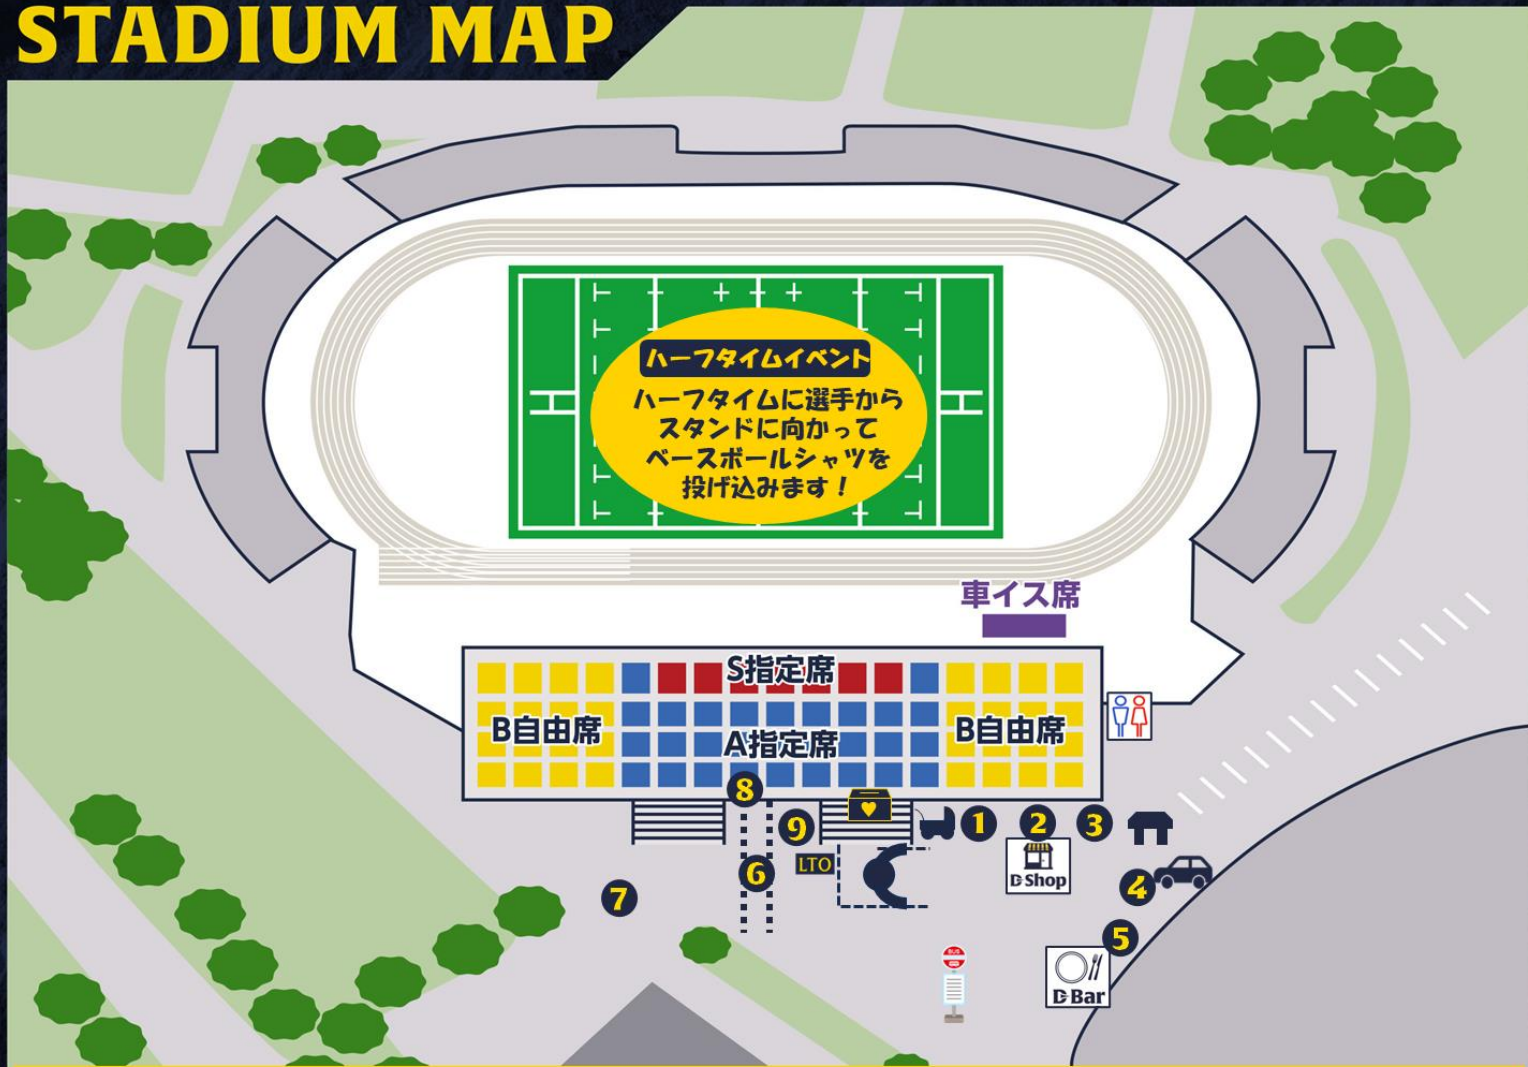 STADIUM MAP
ハーフタイムイベント
ハーフタイムに選手から
スタンドに向かって
ベースボールシャツを
投げ込みます!
車イス席
S指定席
B自由席
A指定席
B自由席
8
9
1
2
3
LTO
6
7
D Shop
4
5
BUS
D Bar